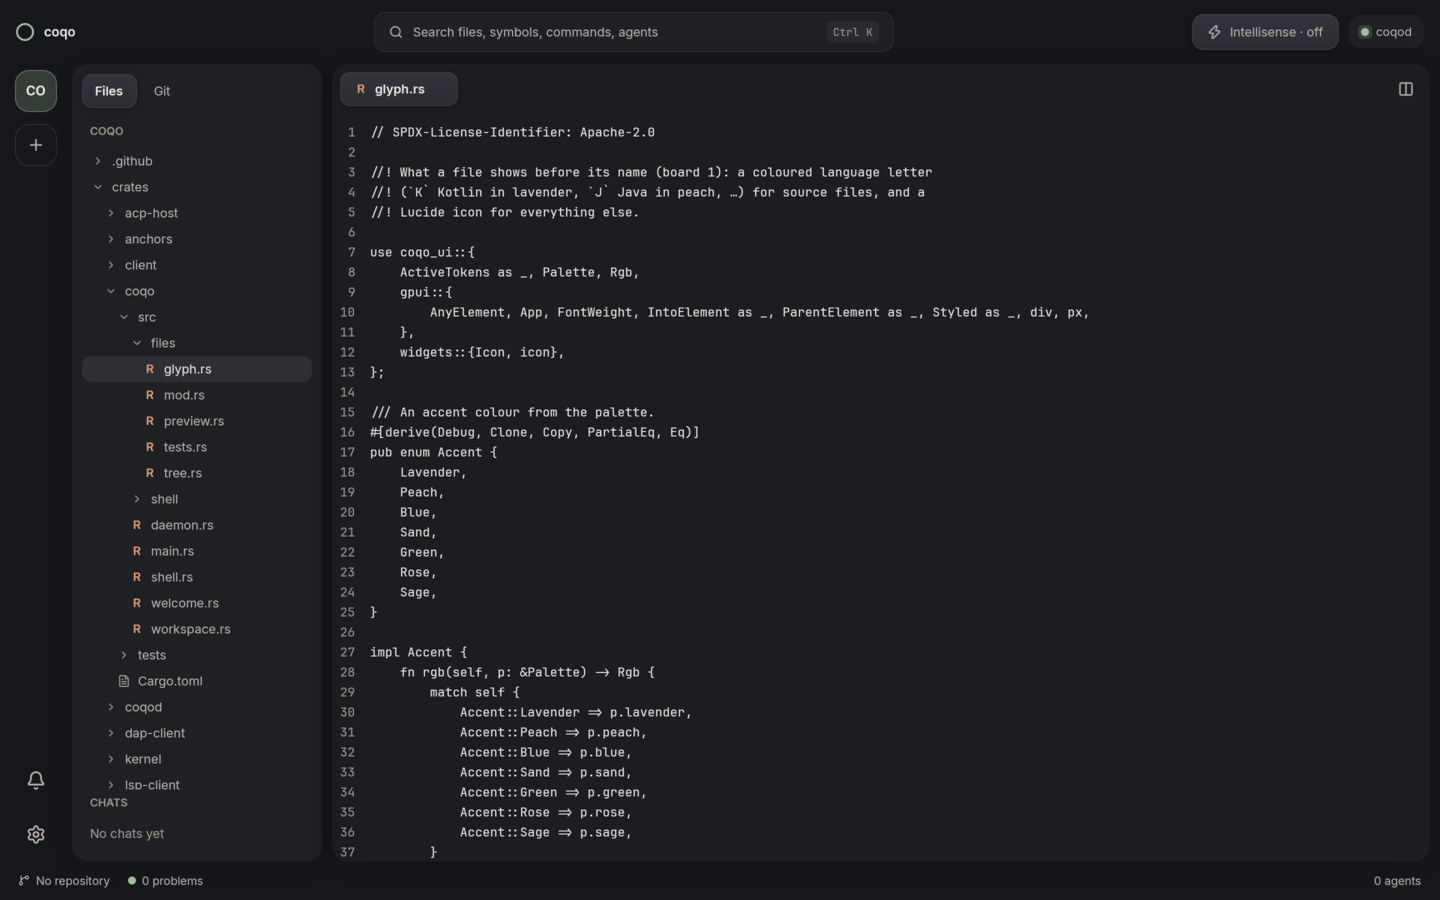 coqo
Search files, symbols, commands, agents
Ctrl K
Intellisense · off
coqod
CO
Files
Git
COQO
.github
crates
acp-host
anchors
client
coqo
src
files
R glyph.rs
R mod.rs
R preview.rs
R tests.rs
R tree.rs
shell
R daemon.rs
R main.rs
R shell.rs
R welcome.rs
R workspace.rs
tests
Cargo.toml
coqod
dap-client
kernel
lsp-client
CHATS
No chats yet
R glyph.rs
1 // SPDX-License-Identifier: Apache-2.0
2
3 //! What a file shows before its name (board 1): a coloured language letter
4 //! (`K` Kotlin in lavender, `J` Java in peach, …) for source files, and a
5 //! Lucide icon for everything else.
6
7 use coqo_ui::{
8     ActiveTokens as _, Palette, Rgb,
9     gpui::{
10         AnyElement, App, FontWeight, IntoElement as _, ParentElement as _, Styled as _, div, px,
11     },
12     widgets::{Icon, icon},
13 };
14
15 /// An accent colour from the palette.
16 #[derive(Debug, Clone, Copy, PartialEq, Eq)]
17 pub enum Accent {
18     Lavender,
19     Peach,
20     Blue,
21     Sand,
22     Green,
23     Rose,
24     Sage,
25 }
26
27 impl Accent {
28     fn rgb(self, p: &Palette) -> Rgb {
29         match self {
30             Accent::Lavender => p.lavender,
31             Accent::Peach => p.peach,
32             Accent::Blue => p.blue,
33             Accent::Sand => p.sand,
34             Accent::Green => p.green,
35             Accent::Rose => p.rose,
36             Accent::Sage => p.sage,
37         }
No repository
0 problems
0 agents